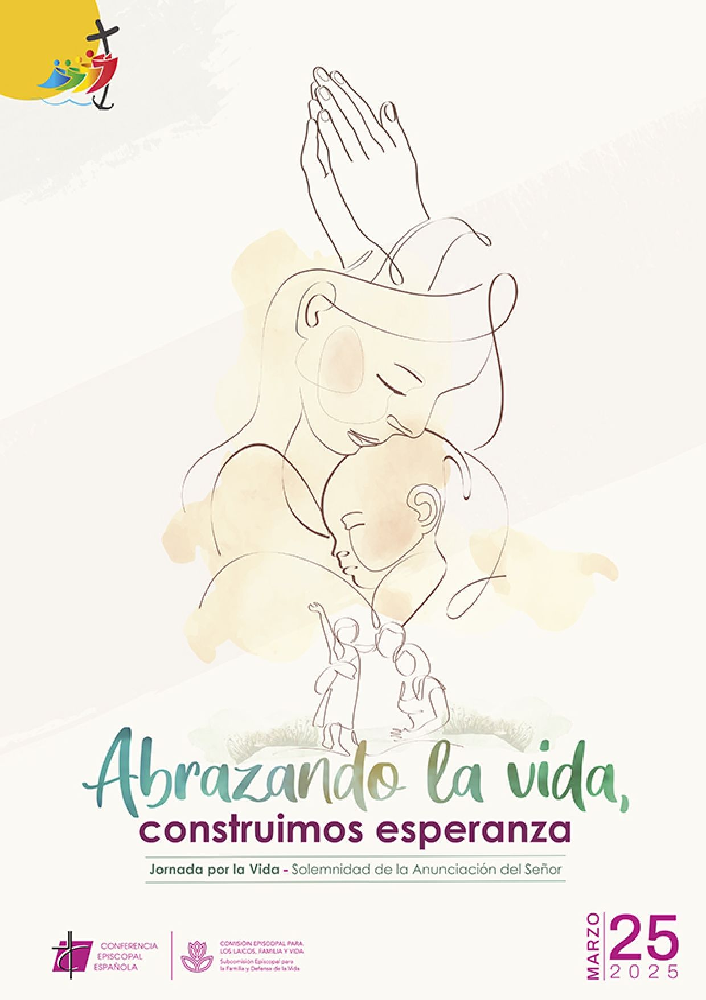 Abrazando la vida,
construimos esperanza
Jornada por la Vida - Solemnidad de la Anunciación del Señor
CONFERENCIA
EPISCOPAL
ESPAÑOLA
COMISIÓN EPISCOPAL PARA
LOS LAICOS, FAMILIA Y VIDA
Subcomisión Episcopal para
la Familia y Defensa de la Vida
MARZO
25
2025